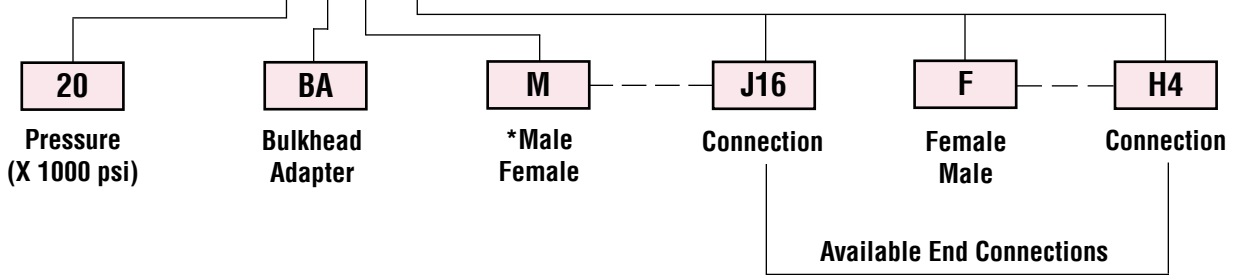 20 BA M J16 F H4
Pressure Bulkhead *Male Connection Female Connection
(X 1000 psi) Adapter Female Male
Available End Connections